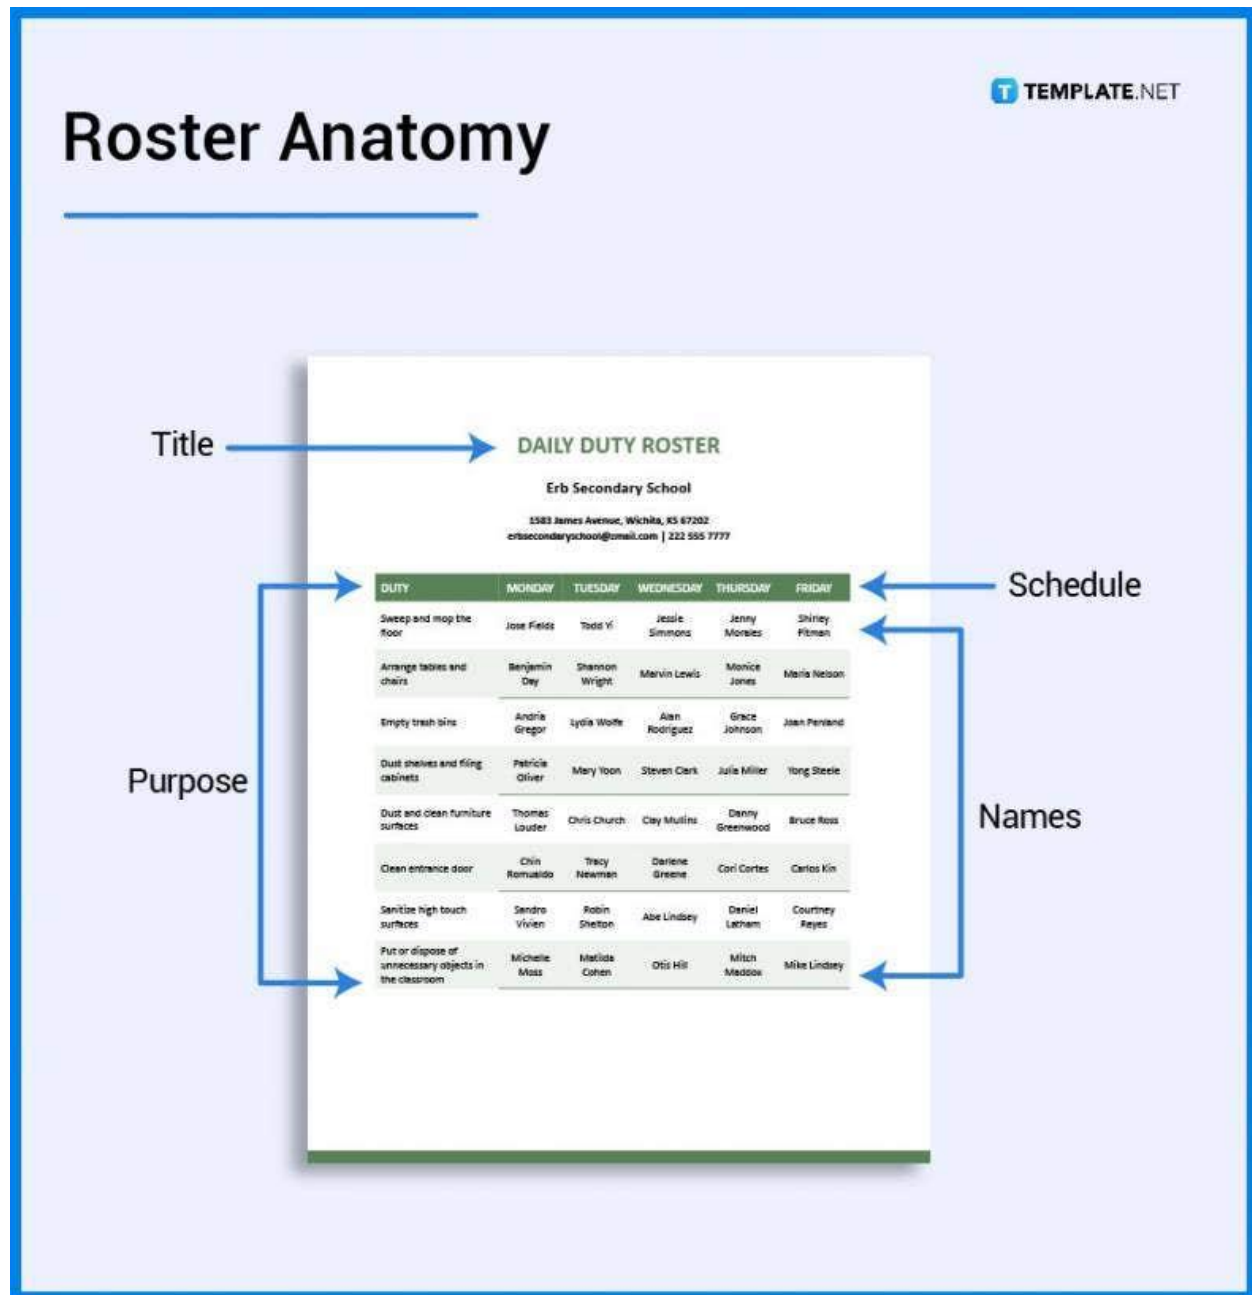 TEMPLATE.NET
Roster Anatomy
Title
DAILY DUTY ROSTER
Erb Secondary School
1583 James Avenue, Wichita, KS 67202
erbsecondaryschool@zmail.com | 222 555 7777
Schedule
DUTY MONDAY TUESDAY WEDNESDAY THURSDAY FRIDAY
Sweep and mop the
floor
Jose Fields
Todd Yi
Jessie
Simmons
Jenny
Morales
Shirley
Pitman
Arrange tables and
chairs
Benjamin
Day
Shannon
Wright
Marvin Lewis
Monice
Jones
Maria Nelson
Empty trash bins
Andria
Gregor
Lydia Wolfe
Alan
Rodriguez
Grace
Johnson
Joan Penland
Purpose
Dust shelves and filing
cabinets
Patricia
Oliver
Mary Yoon
Steven Clark
Julia Miller
Yong Steele
Names
Dust and clean furniture
surfaces
Thomas
Louder
Chris Church
Clay Mullins
Danny
Greenwood
Bruce Ross
Clean entrance door
Chin
Romualdo
Tracy
Newman
Darlene
Greene
Cori Cortes
Carlos Kin
Sanitize high touch
surfaces
Sandro
Vivien
Robin
Shelton
Abe Lindsey
Daniel
Latham
Courtney
Reyes
Put or dispose of
unnecessary objects in
the classroom
Michelle
Moss
Matilda
Cohen
Otis Hill
Mitch
Maddox
Mike Lindsey